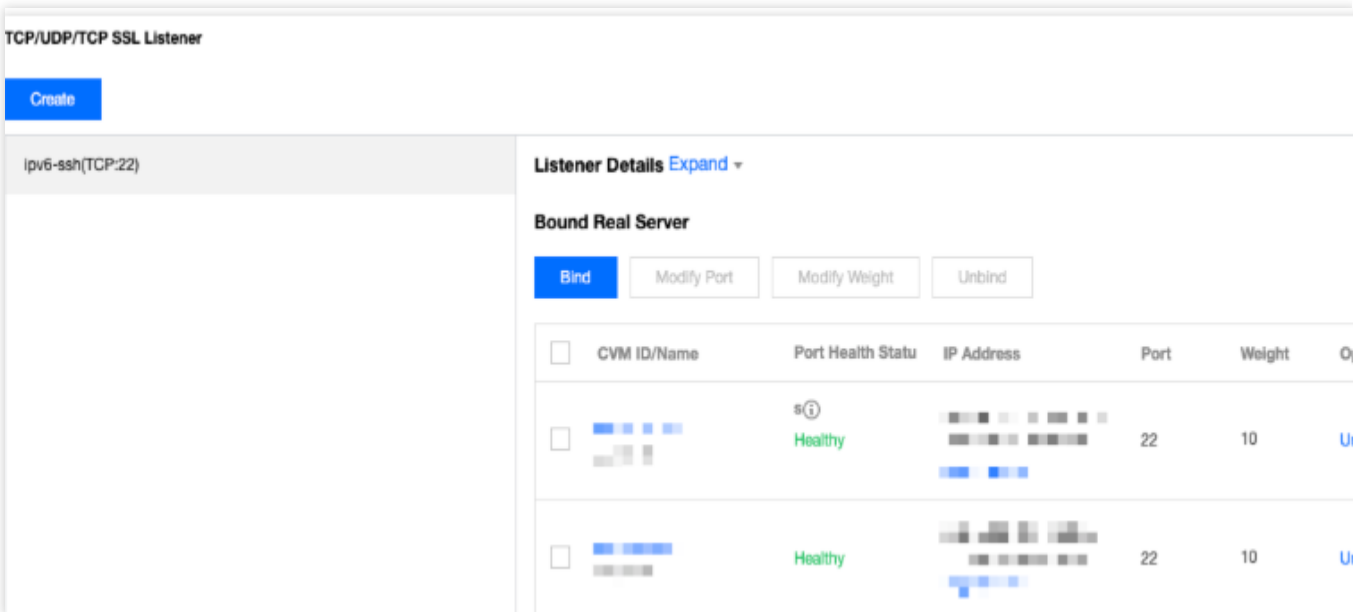 TCP/UDP/TCP SSL Listener
Create
ipv6-ssh(TCP:22)
Listener Details Expand
Bound Real Server
Bind Modify Port Modify Weight Unbind
CVM ID/Name Port Health Statu IP Address Port Weight
s
Healthy 22 10
Healthy 22 10